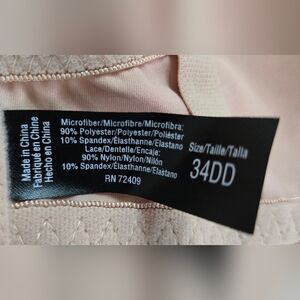 Made in China
Fabriqué en Chine
Hecho en China
Microfiber/Microfibre/Microfibra:
90% Polyester/Polyester/Poliéster
10% Spandex/Élasthanne/Elastano
Lace/Dentelle/Encaje:
90% Nylon/Nylon/Nilón
10% Spandex/Élasthanne/Elastano
RN 72409
Size/Taille/Talla
34DD